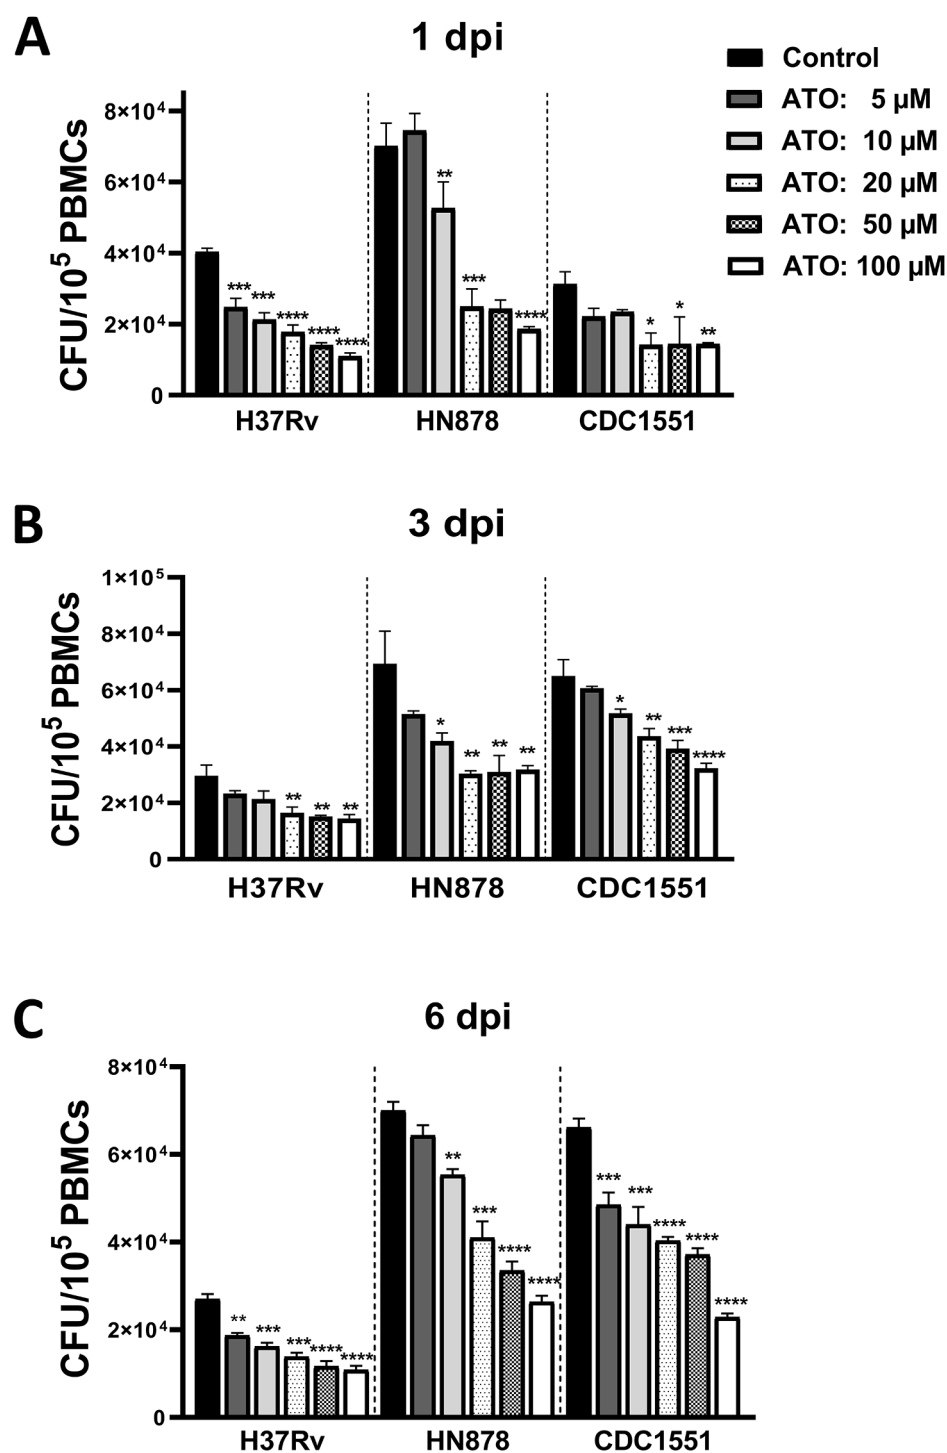 A
1 dpi
Control
ATO: 5 µM
ATO: 10 µM
ATO: 20 µM
ATO: 50 µM
ATO: 100 µM
CFU/10⁵ PBMCs
8×10⁴
6×10⁴
4×10⁴
2×10⁴
0
*** *** **** **** ****
** *** ****
* * **
H37Rv HN878 CDC1551
B
3 dpi
CFU/10⁵ PBMCs
1×10⁵
8×10⁴
6×10⁴
4×10⁴
2×10⁴
0
** ** **
* ** ** **
* ** *** ****
H37Rv HN878 CDC1551
C
6 dpi
CFU/10⁵ PBMCs
8×10⁴
6×10⁴
4×10⁴
2×10⁴
0
** *** *** **** ****
** *** **** ****
*** *** **** **** ****
H37Rv HN878 CDC1551